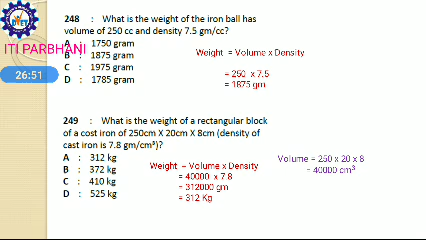 248 : What is the weight of the iron ball has
volume of 250 cc and density 7.5 gm/cc?
A : 1750 gram
ITI PARBHANI
B : 1875 gram
C : 1975 gram
D : 1785 gram
26:51
Weight = Volume x Density
= 250 x 7.5
= 1875 gm
249 : What is the weight of a rectangular block
of a cost iron of 250cm X 20cm X 8cm (density of
cast iron is 7.8 gm/cm³)?
A : 312 kg
B : 372 kg
C : 410 kg
D : 525 kg
Weight = Volume x Density
= 40000 x 7.8
= 312000 gm
= 312 Kg
Volume = 250 x 20 x 8
= 40000 cm³